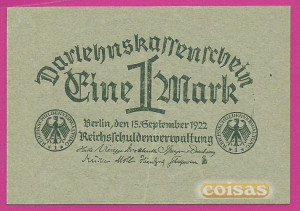 Darlehnskassenschein
Eine 1 Mark
Berlin, den 15. September 1922
Reichsschuldenverwaltung
coisas